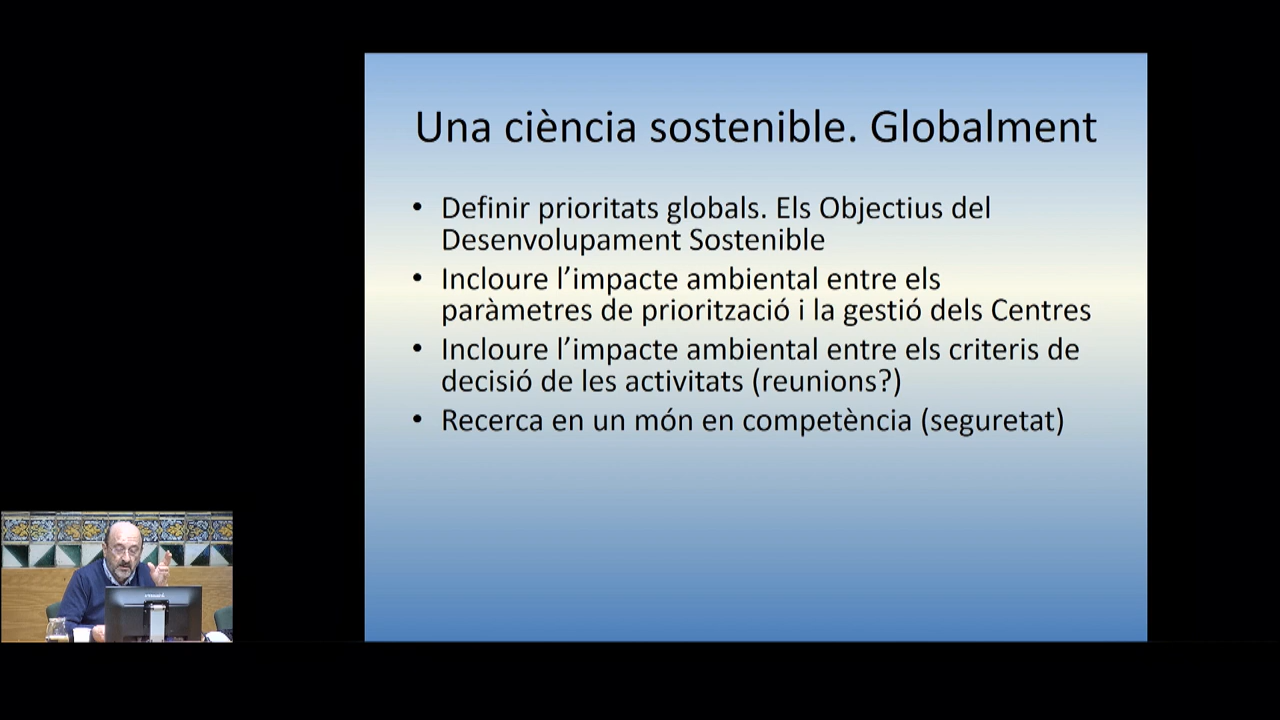 Una ciència sostenible. Globalment
• Definir prioritats globals. Els Objectius del
Desenvolupament Sostenible
• Incloure l’impacte ambiental entre els
paràmetres de priorització i la gestió dels Centres
• Incloure l’impacte ambiental entre els criteris de
decisió de les activitats (reunions?)
• Recerca en un món en competència (seguretat)